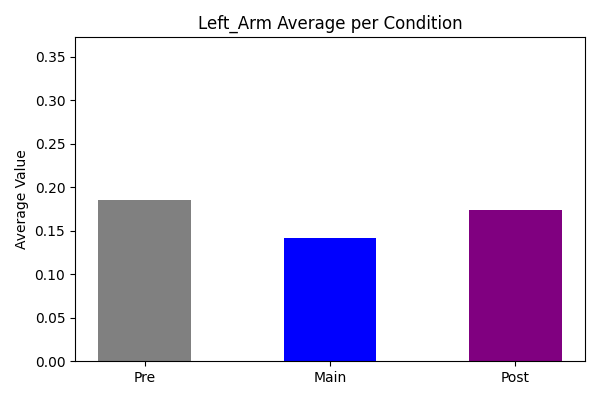 Left_Arm Average per Condition
Average Value
0.35
0.30
0.25
0.20
0.15
0.10
0.05
0.00
Pre
Main
Post